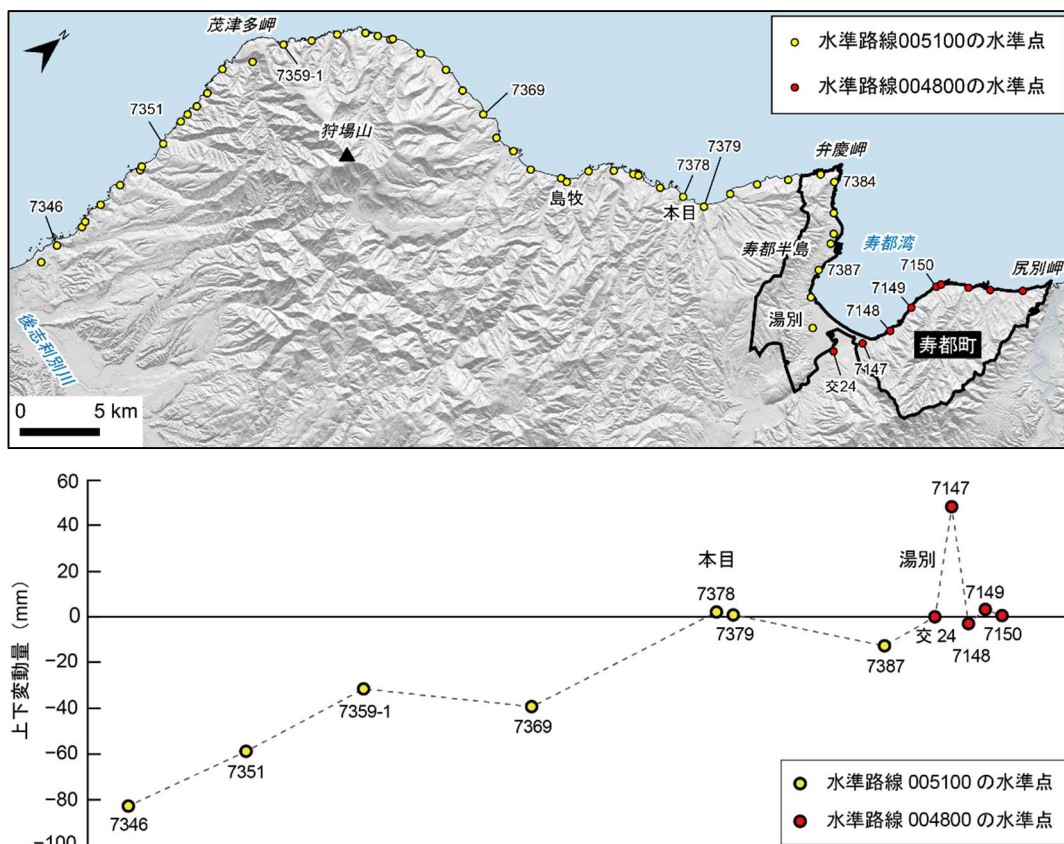 茂津多岬
N
7359-1
水準路線005100の水準点
水準路線004800の水準点
7351
7369
狩場山
7378
7379
弁慶岬
7384
7346
島牧
本目
寿都半島
寿都湾
尻別岬
7387
7150
7149
7148
湯別
寿都町
7147
交24
後志利別川
0 5 km
上下変動量 (mm)
60
40
20
0
−20
−40
−60
−80
−100
7147
本目
湯別
7378
7149
7379
交 24
7150
7387
7148
7359-1
7369
7351
7346
水準路線 005100 の水準点
水準路線 004800 の水準点